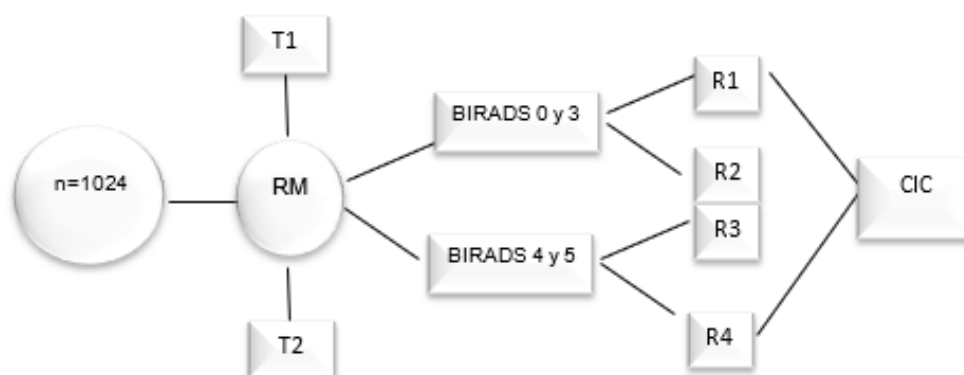 T1
n=1024
RM
T2
BIRADS 0 y 3
BIRADS 4 y 5
R1
R2
R3
R4
CIC